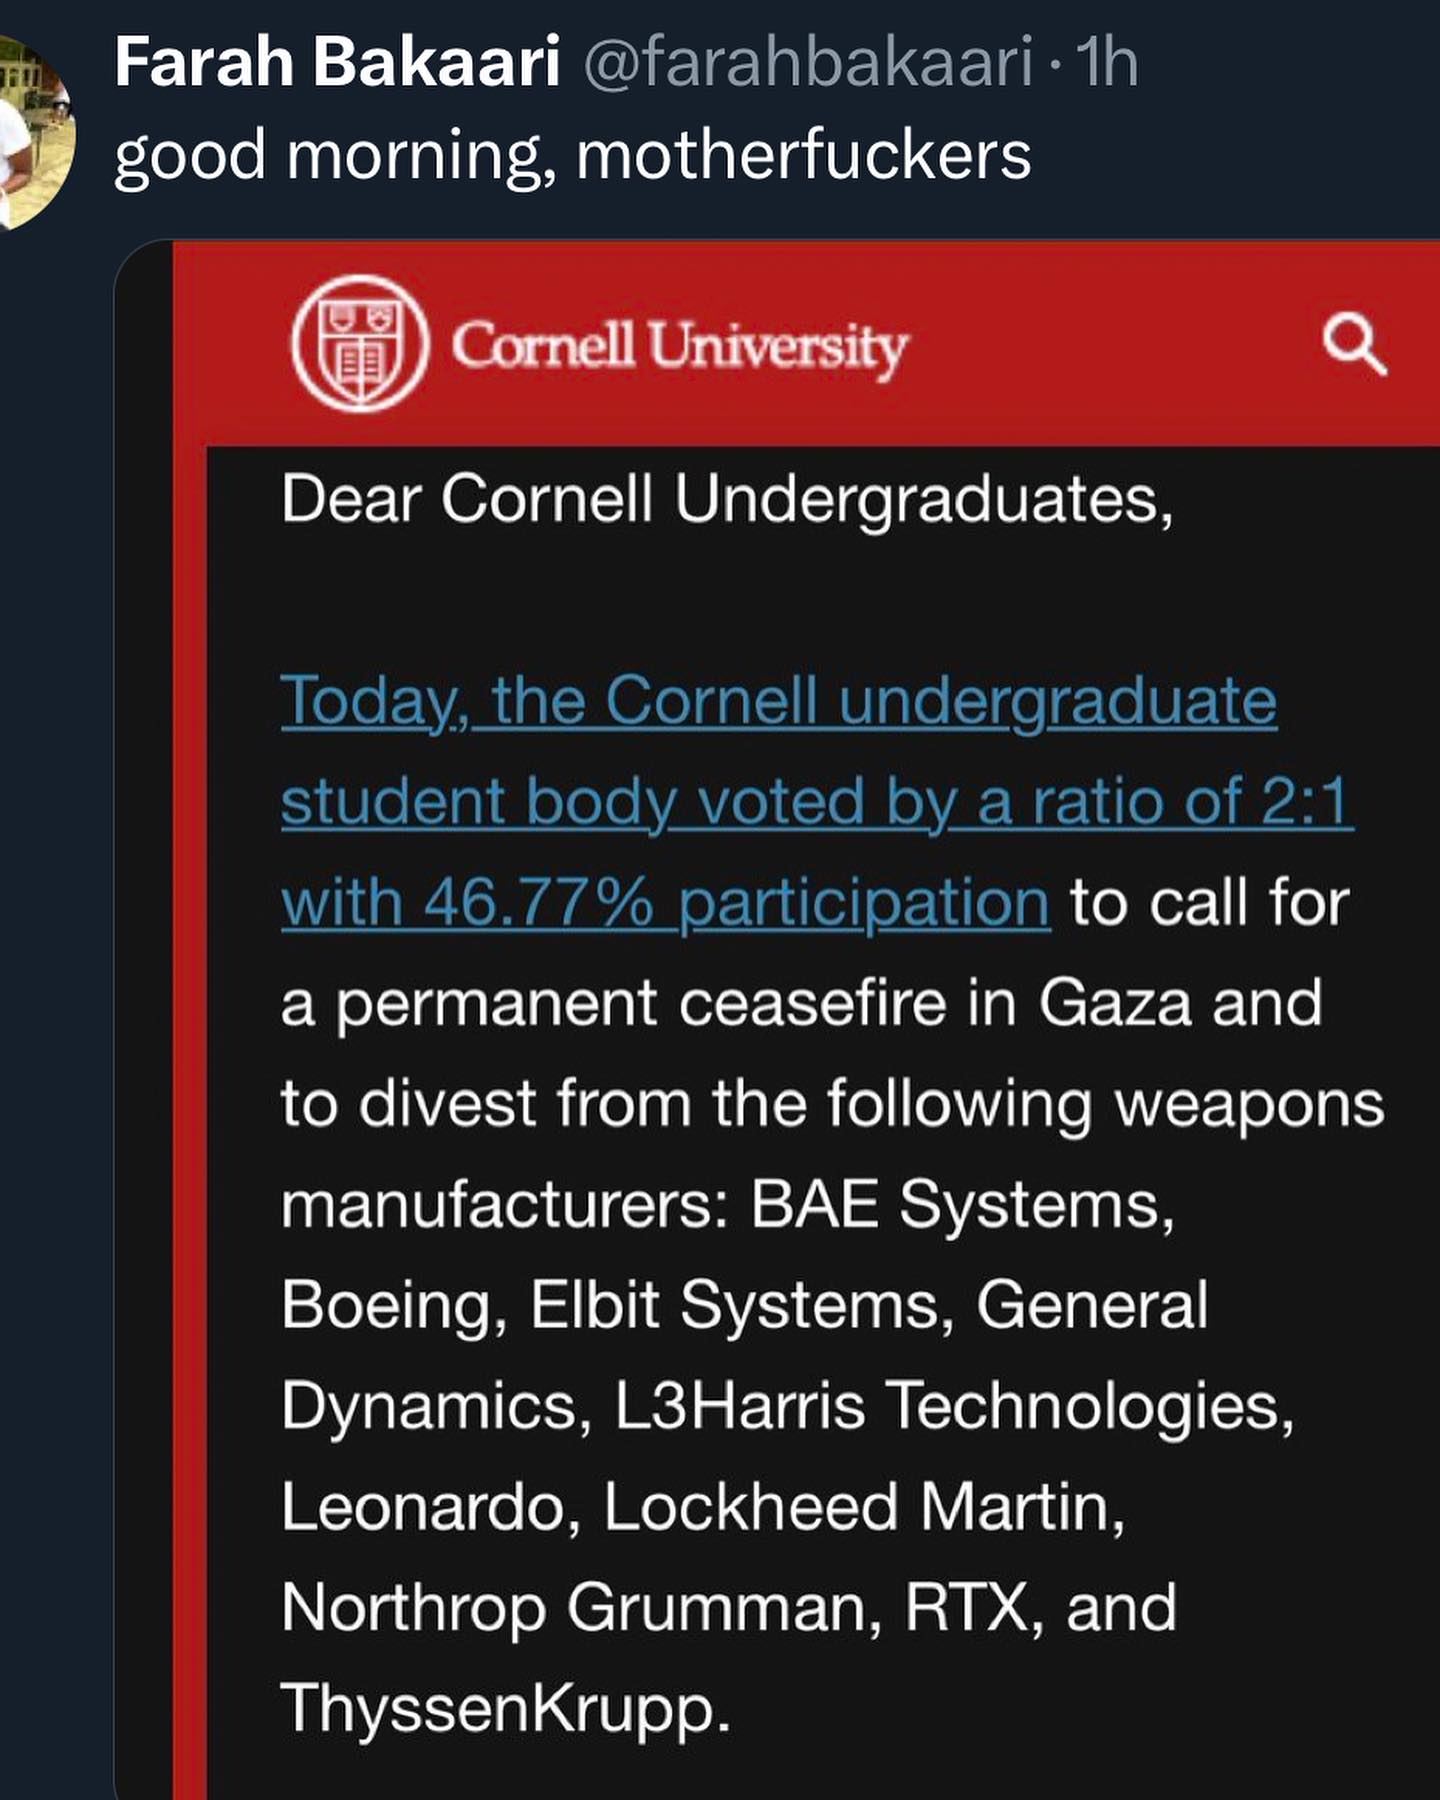 Farah Bakaari @farahbakaari · 1h
good morning, motherfuckers
Cornell University
Dear Cornell Undergraduates,
Today, the Cornell undergraduate
student body voted by a ratio of 2:1
with 46.77% participation to call for
a permanent ceasefire in Gaza and
to divest from the following weapons
manufacturers: BAE Systems,
Boeing, Elbit Systems, General
Dynamics, L3Harris Technologies,
Leonardo, Lockheed Martin,
Northrop Grumman, RTX, and
ThyssenKrupp.